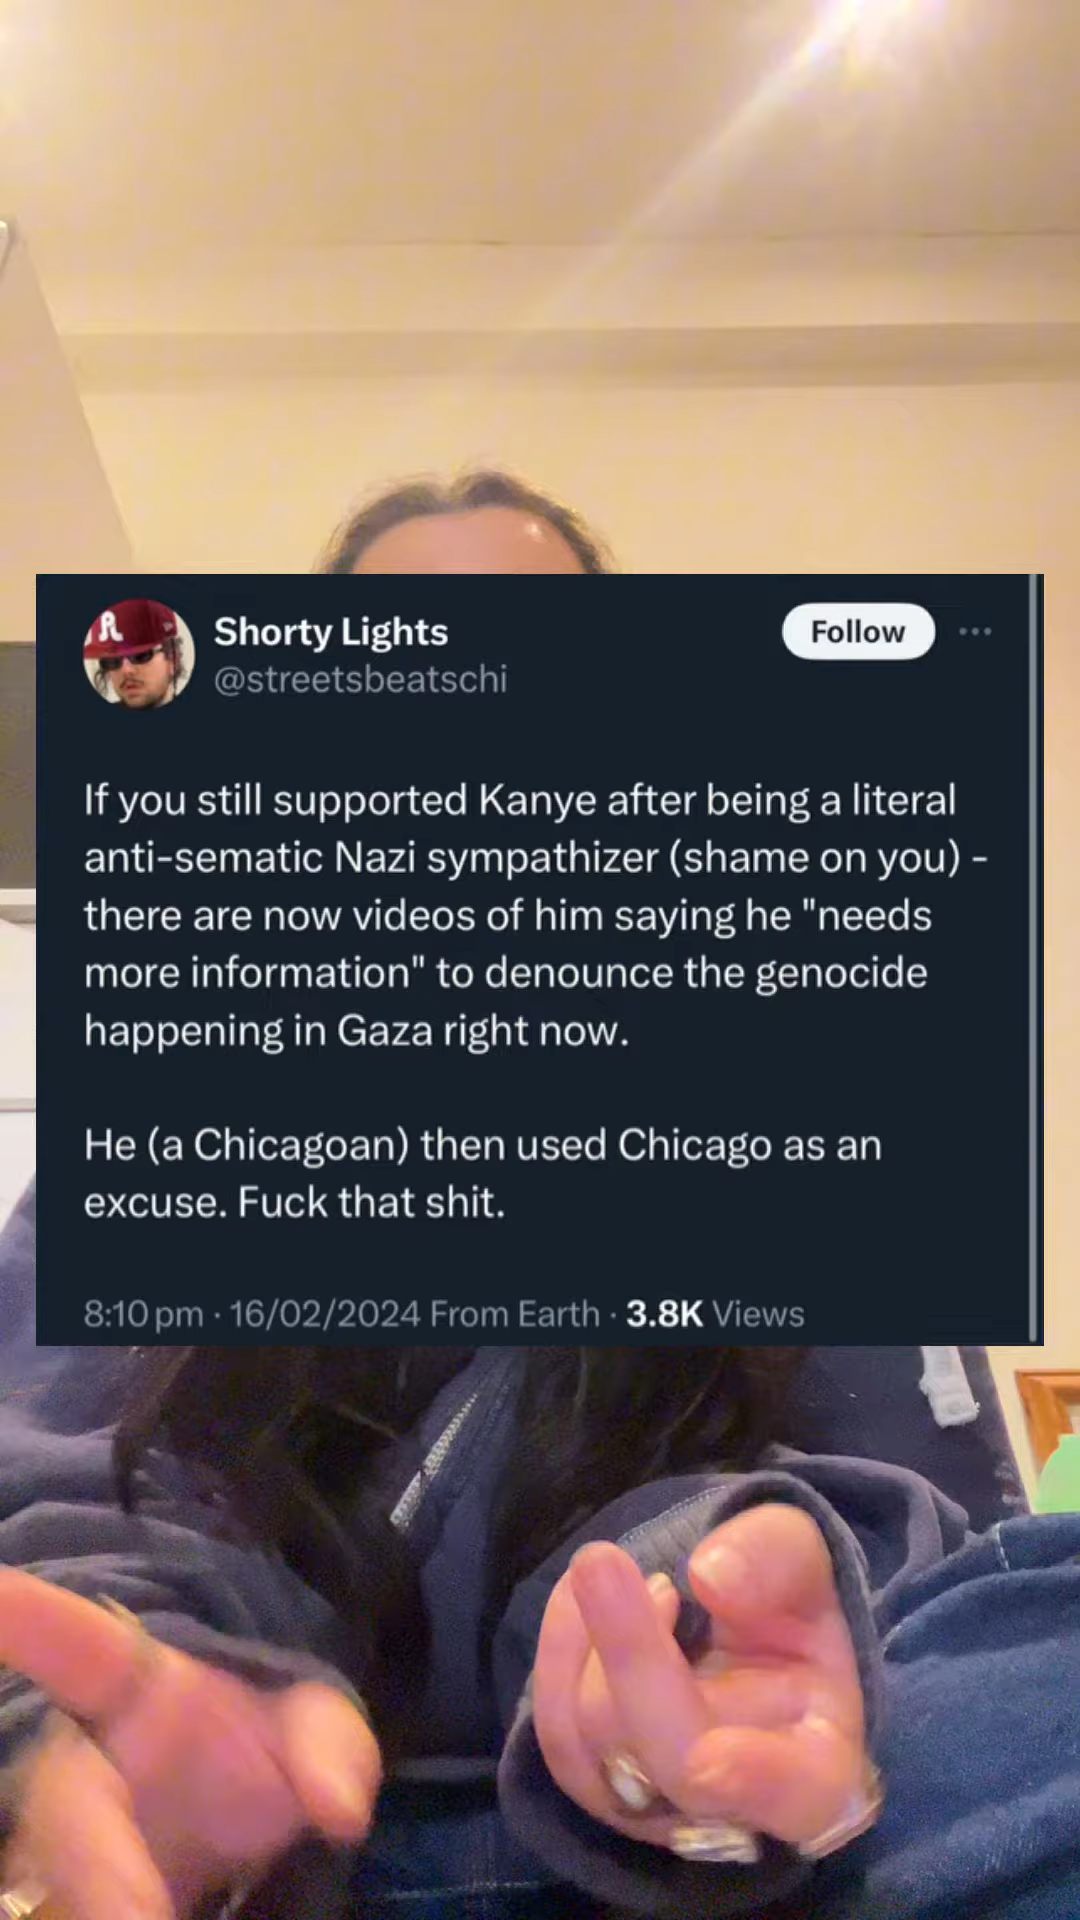 Shorty Lights
Follow
@streetsbeatschi
If you still supported Kanye after being a literal
anti-sematic Nazi sympathizer (shame on you) -
there are now videos of him saying he "needs
more information" to denounce the genocide
happening in Gaza right now.
He (a Chicagoan) then used Chicago as an
excuse. Fuck that shit.
8:10 pm · 16/02/2024 From Earth · 3.8K Views